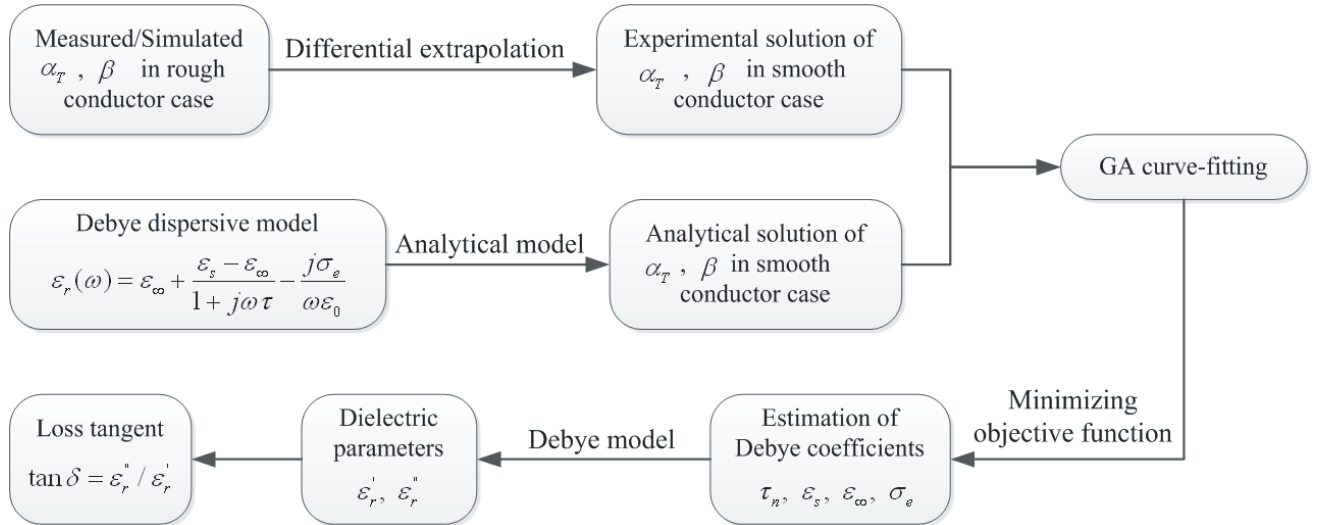 Measured/Simulated
α_T , β in rough
conductor case
Differential extrapolation
Experimental solution of
α_T , β in smooth
conductor case
GA curve-fitting
Debye dispersive model
ε_r(ω) = ε_∞ + (ε_s − ε_∞)/(1 + jωτ) − jσ_e/(ωε_0)
Analytical model
Analytical solution of
α_T , β in smooth
conductor case
Minimizing
objective function
Estimation of
Debye coefficients
τ_n, ε_s, ε_∞, σ_e
Debye model
Dielectric
parameters
ε_r', ε_r"
Loss tangent
tan δ = ε_r" / ε_r'